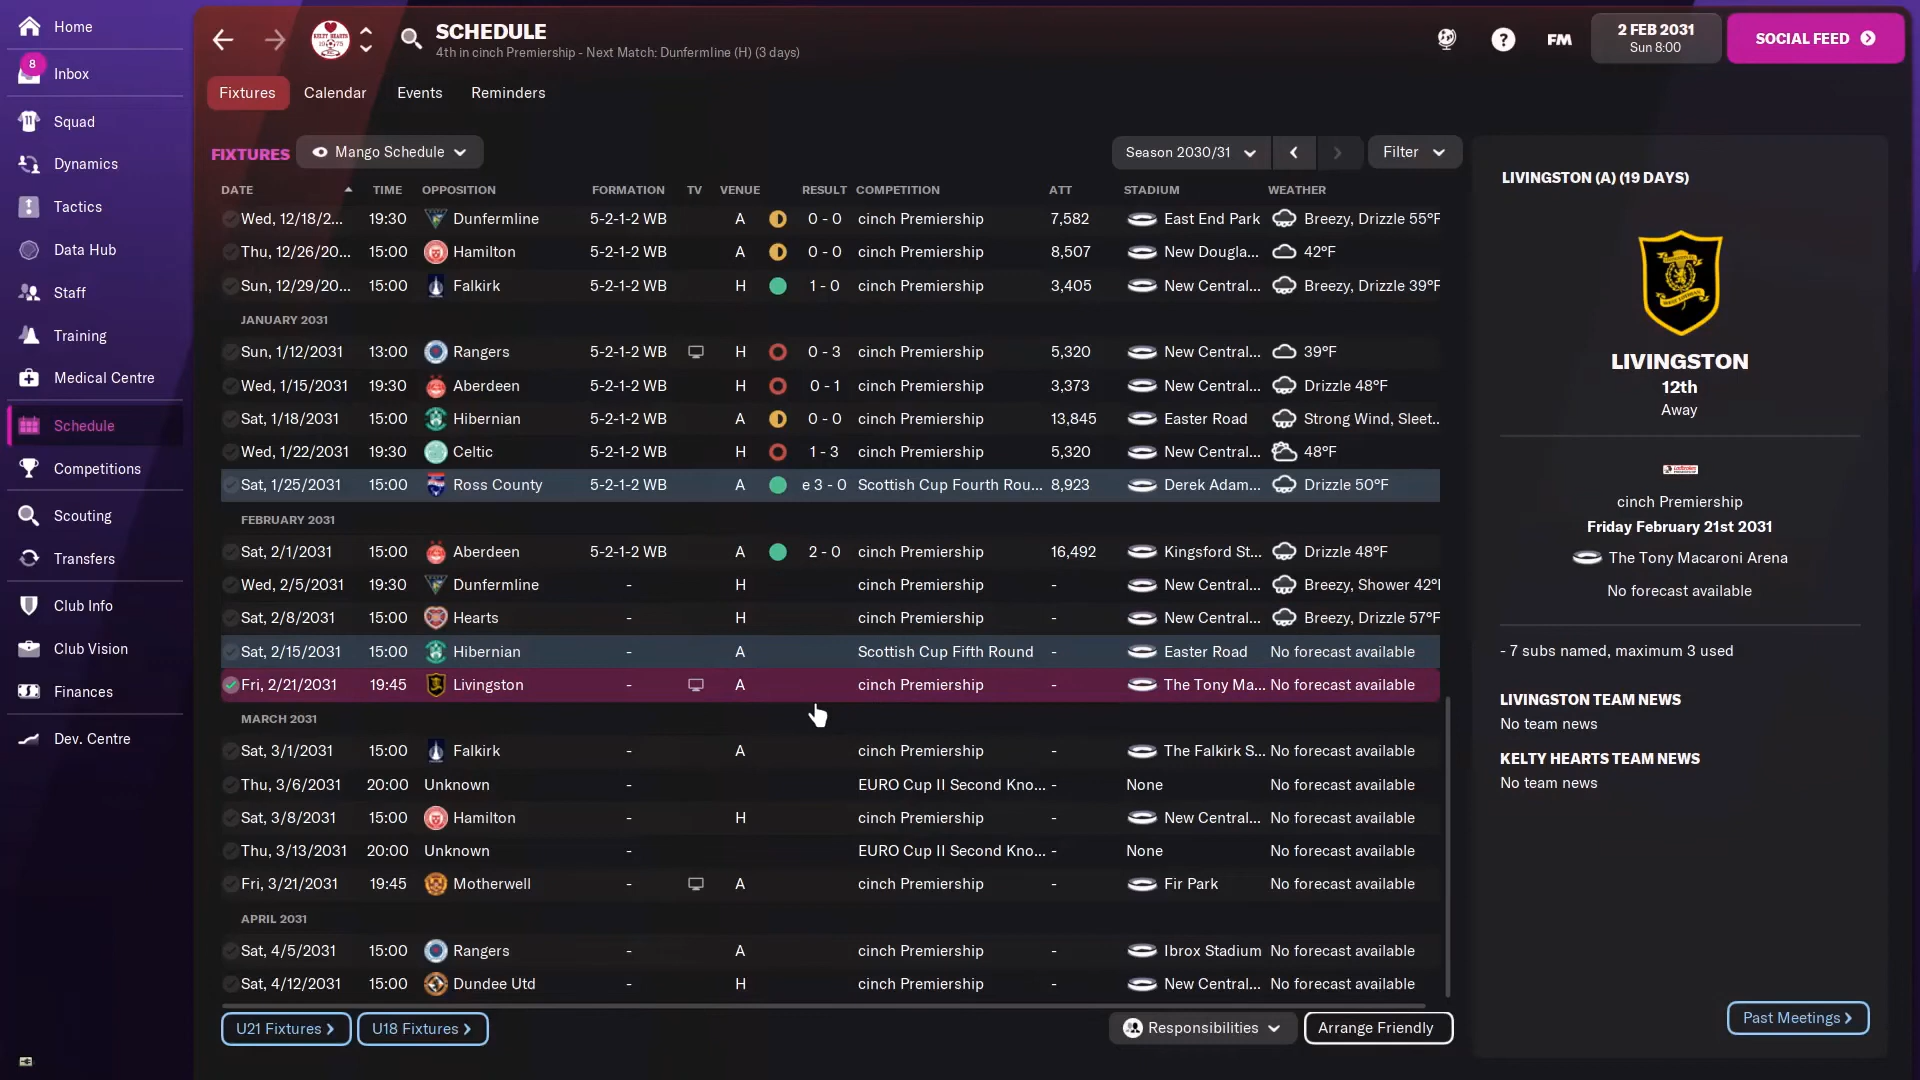 Home
8
Inbox
Squad
Dynamics
Tactics
Data Hub
Staff
Training
Medical Centre
Schedule
Competitions
Scouting
Transfers
Club Info
Club Vision
Finances
Dev. Centre
SCHEDULE
4th in cinch Premiership - Next Match: Dunfermline (H) (3 days)
? FM
2 FEB 2031
Sun 8:00
SOCIAL FEED
Fixtures Calendar Events Reminders
FIXTURES Mango Schedule Season 2030/31 Filter
DATE TIME OPPOSITION FORMATION TV VENUE RESULT COMPETITION ATT STADIUM WEATHER
Wed, 12/18/2... 19:30 Dunfermline 5-2-1-2 WB A 0 - 0 cinch Premiership 7,582 East End Park Breezy, Drizzle 55°F
Thu, 12/26/20... 15:00 Hamilton 5-2-1-2 WB A 0 - 0 cinch Premiership 8,507 New Dougla... 42°F
Sun, 12/29/20... 15:00 Falkirk 5-2-1-2 WB H 1 - 0 cinch Premiership 3,405 New Central... Breezy, Drizzle 39°F
JANUARY 2031
Sun, 1/12/2031 13:00 Rangers 5-2-1-2 WB H 0 - 3 cinch Premiership 5,320 New Central... 39°F
Wed, 1/15/2031 19:30 Aberdeen 5-2-1-2 WB H 0 - 1 cinch Premiership 3,373 New Central... Drizzle 48°F
Sat, 1/18/2031 15:00 Hibernian 5-2-1-2 WB A 0 - 0 cinch Premiership 13,845 Easter Road Strong Wind, Sleet..
Wed, 1/22/2031 19:30 Celtic 5-2-1-2 WB H 1 - 3 cinch Premiership 5,320 New Central... 48°F
Sat, 1/25/2031 15:00 Ross County 5-2-1-2 WB A e 3 - 0 Scottish Cup Fourth Rou... 8,923 Derek Adam... Drizzle 50°F
FEBRUARY 2031
Sat, 2/1/2031 15:00 Aberdeen 5-2-1-2 WB A 2 - 0 cinch Premiership 16,492 Kingsford St... Drizzle 48°F
Wed, 2/5/2031 19:30 Dunfermline - H cinch Premiership - New Central... Breezy, Shower 42°F
Sat, 2/8/2031 15:00 Hearts - H cinch Premiership - New Central... Breezy, Drizzle 57°F
Sat, 2/15/2031 15:00 Hibernian - A Scottish Cup Fifth Round - Easter Road No forecast available
Fri, 2/21/2031 19:45 Livingston - A cinch Premiership - The Tony Ma... No forecast available
MARCH 2031
Sat, 3/1/2031 15:00 Falkirk - A cinch Premiership - The Falkirk S... No forecast available
Thu, 3/6/2031 20:00 Unknown - EURO Cup II Second Kno... - None No forecast available
Sat, 3/8/2031 15:00 Hamilton - H cinch Premiership - New Central... No forecast available
Thu, 3/13/2031 20:00 Unknown - EURO Cup II Second Kno... - None No forecast available
Fri, 3/21/2031 19:45 Motherwell - A cinch Premiership - Fir Park No forecast available
APRIL 2031
Sat, 4/5/2031 15:00 Rangers - A cinch Premiership - Ibrox Stadium No forecast available
Sat, 4/12/2031 15:00 Dundee Utd - H cinch Premiership - New Central... No forecast available
U21 Fixtures U18 Fixtures Responsibilities Arrange Friendly
LIVINGSTON (A) (19 DAYS)
LIVINGSTON
12th
Away
cinch Premiership
Friday February 21st 2031
The Tony Macaroni Arena
No forecast available
- 7 subs named, maximum 3 used
LIVINGSTON TEAM NEWS
No team news
KELTY HEARTS TEAM NEWS
No team news
Past Meetings